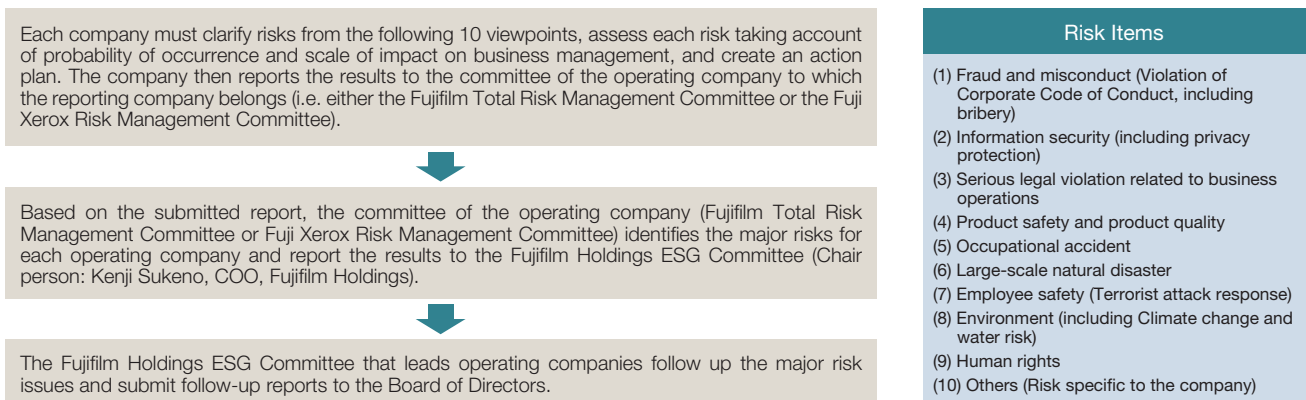 Each company must clarify risks from the following 10 viewpoints, assess each risk taking account
of probability of occurrence and scale of impact on business management, and create an action
plan. The company then reports the results to the committee of the operating company to which
the reporting company belongs (i.e. either the Fujifilm Total Risk Management Committee or the Fuji
Xerox Risk Management Committee).
Based on the submitted report, the committee of the operating company (Fujifilm Total Risk
Management Committee or Fuji Xerox Risk Management Committee) identifies the major risks for
each operating company and report the results to the Fujifilm Holdings ESG Committee (Chair
person: Kenji Sukeno, COO, Fujifilm Holdings).
The Fujifilm Holdings ESG Committee that leads operating companies follow up the major risk
issues and submit follow-up reports to the Board of Directors.
Risk Items
(1) Fraud and misconduct (Violation of
Corporate Code of Conduct, including
bribery)
(2) Information security (including privacy
protection)
(3) Serious legal violation related to business
operations
(4) Product safety and product quality
(5) Occupational accident
(6) Large-scale natural disaster
(7) Employee safety (Terrorist attack response)
(8) Environment (including Climate change and
water risk)
(9) Human rights
(10) Others (Risk specific to the company)